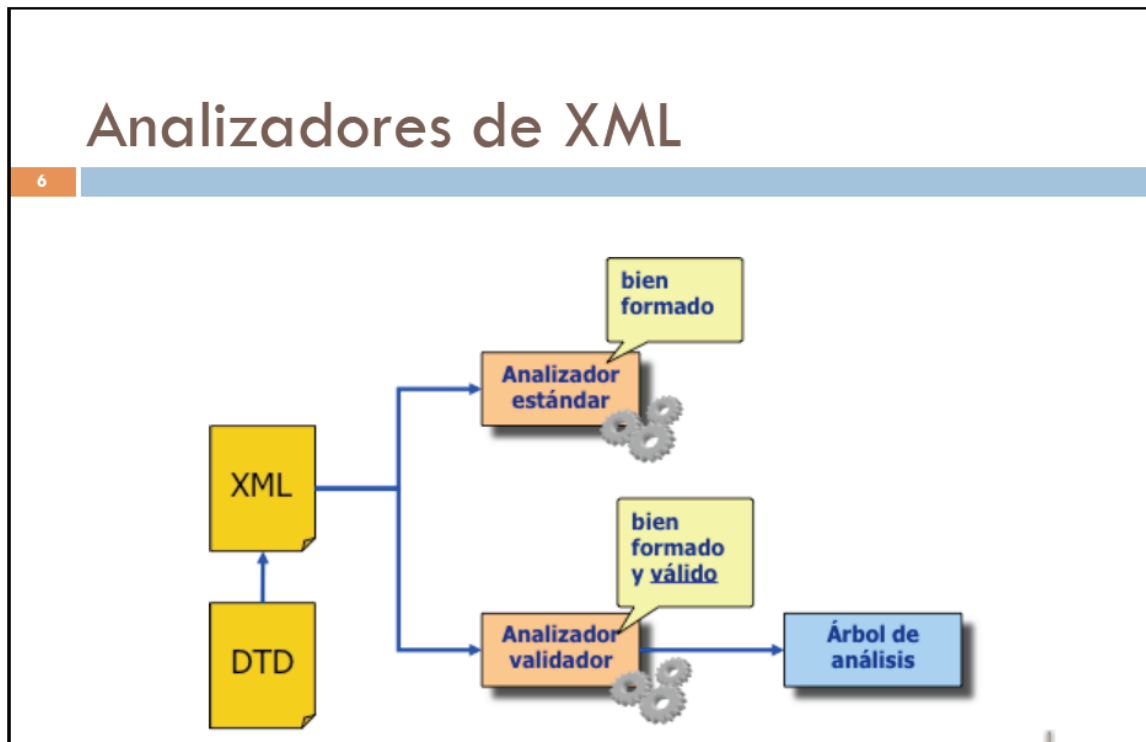 Analizadores de XML
6
bien
formado
Analizador
estándar
XML
bien
formado
y válido
DTD
Analizador
validador
Árbol de
análisis